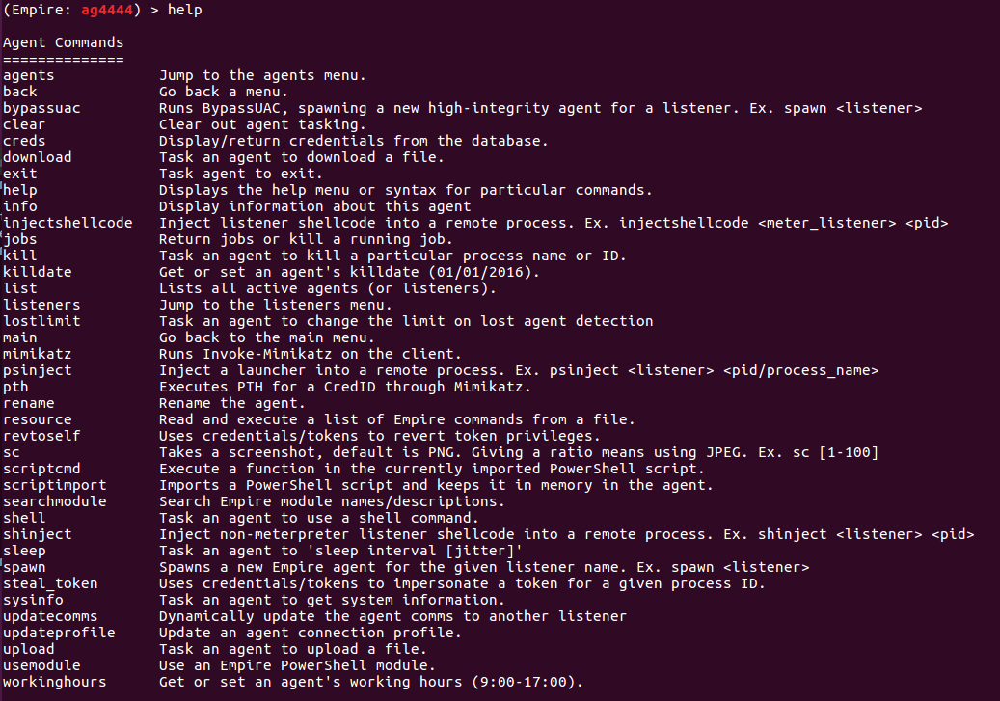 (Empire: ag4444) > help
Agent Commands
==============
agents            Jump to the agents menu.
back              Go back a menu.
bypassuac         Runs BypassUAC, spawning a new high-integrity agent for a listener. Ex. spawn <listener>
clear             Clear out agent tasking.
creds             Display/return credentials from the database.
download          Task an agent to download a file.
exit              Task agent to exit.
help              Displays the help menu or syntax for particular commands.
info              Display information about this agent
injectshellcode   Inject listener shellcode into a remote process. Ex. injectshellcode <meter_listener> <pid>
jobs              Return jobs or kill a running job.
kill              Task an agent to kill a particular process name or ID.
killdate          Get or set an agent's killdate (01/01/2016).
list              Lists all active agents (or listeners).
listeners         Jump to the listeners menu.
lostlimit         Task an agent to change the limit on lost agent detection
main              Go back to the main menu.
mimikatz          Runs Invoke-Mimikatz on the client.
psinject          Inject a launcher into a remote process. Ex. psinject <listener> <pid/process_name>
pth               Executes PTH for a CredID through Mimikatz.
rename            Rename the agent.
resource          Read and execute a list of Empire commands from a file.
revtoself         Uses credentials/tokens to revert token privileges.
sc                Takes a screenshot, default is PNG. Giving a ratio means using JPEG. Ex. sc [1-100]
scriptcmd         Execute a function in the currently imported PowerShell script.
scriptimport      Imports a PowerShell script and keeps it in memory in the agent.
searchmodule      Search Empire module names/descriptions.
shell             Task an agent to use a shell command.
shinject          Inject non-meterpreter listener shellcode into a remote process. Ex. shinject <listener> <pid>
sleep             Task an agent to 'sleep interval [jitter]'
spawn             Spawns a new Empire agent for the given listener name. Ex. spawn <listener>
steal_token       Uses credentials/tokens to impersonate a token for a given process ID.
sysinfo           Task an agent to get system information.
updatecomms       Dynamically update the agent comms to another listener
updateprofile     Update an agent connection profile.
upload            Task an agent to upload a file.
usemodule         Use an Empire PowerShell module.
workinghours      Get or set an agent's working hours (9:00-17:00).